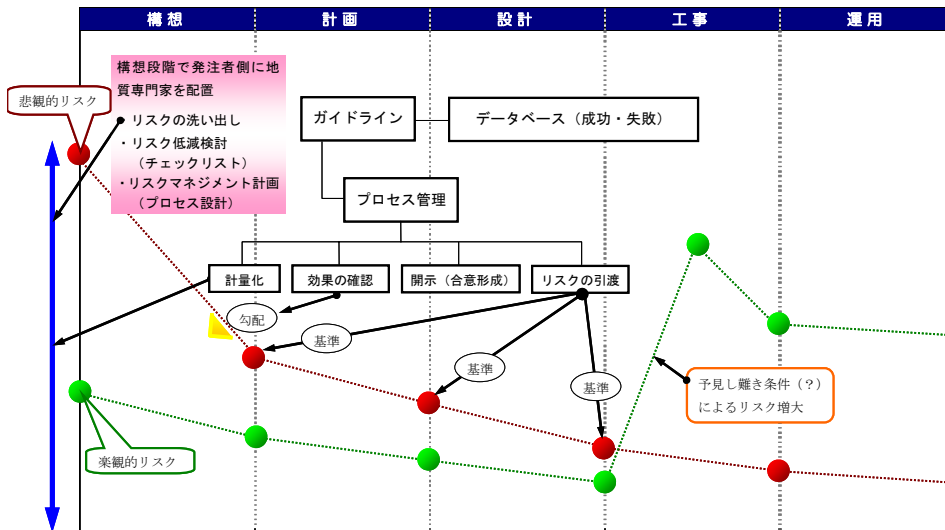 構想
計画
設計
工事
運用
構想段階で発注者側に地
質専門家を配置
・リスクの洗い出し
・リスク低減検討
（チェックリスト）
・リスクマネジメント計画
（プロセス設計）
悲観的リスク
ガイドライン
データベース（成功・失敗）
プロセス管理
計量化
効果の確認
開示（合意形成）
リスクの引渡
勾配
基準
基準
基準
予見し難き条件（？）
によるリスク増大
楽観的リスク